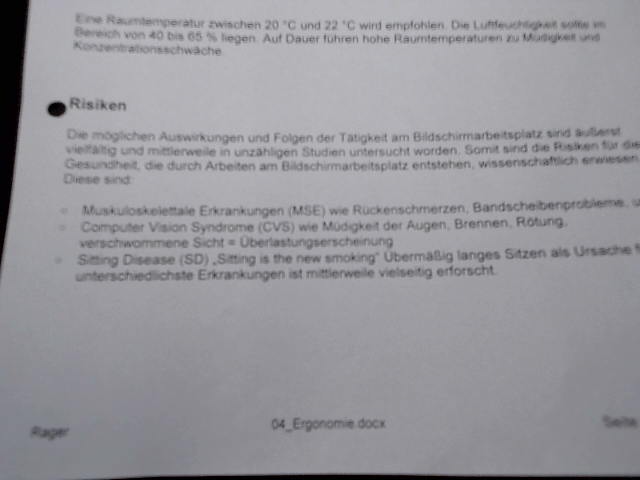 Eine Raumtemperatur zwischen 20 °C und 22 °C wird empfohlen. Die Luftfeuchtigkeit sollte im
Bereich von 40 bis 65 % liegen. Auf Dauer führen hohe Raumtemperaturen zu Müdigkeit und
Konzentrationsschwäche.
Risiken
Die möglichen Auswirkungen und Folgen der Tätigkeit am Bildschirmarbeitsplatz sind äußerst
vielfältig und mittlerweile in unzähligen Studien untersucht worden. Somit sind die Risiken für die
Gesundheit, die durch Arbeiten am Bildschirmarbeitsplatz entstehen, wissenschaftlich erwiesen.
Diese sind:
Muskuloskelettale Erkrankungen (MSE) wie Rückenschmerzen, Bandscheibenprobleme,
Computer Vision Syndrome (CVS) wie Müdigkeit der Augen, Brennen, Rötung,
verschwommene Sicht = Überlastungserscheinung
Sitting Disease (SD) „Sitting is the new smoking“ Übermäßig langes Sitzen als Ursache
unterschiedlichste Erkrankungen ist mittlerweile vielseitig erforscht.
Rager 04_Ergonomie.docx Seite